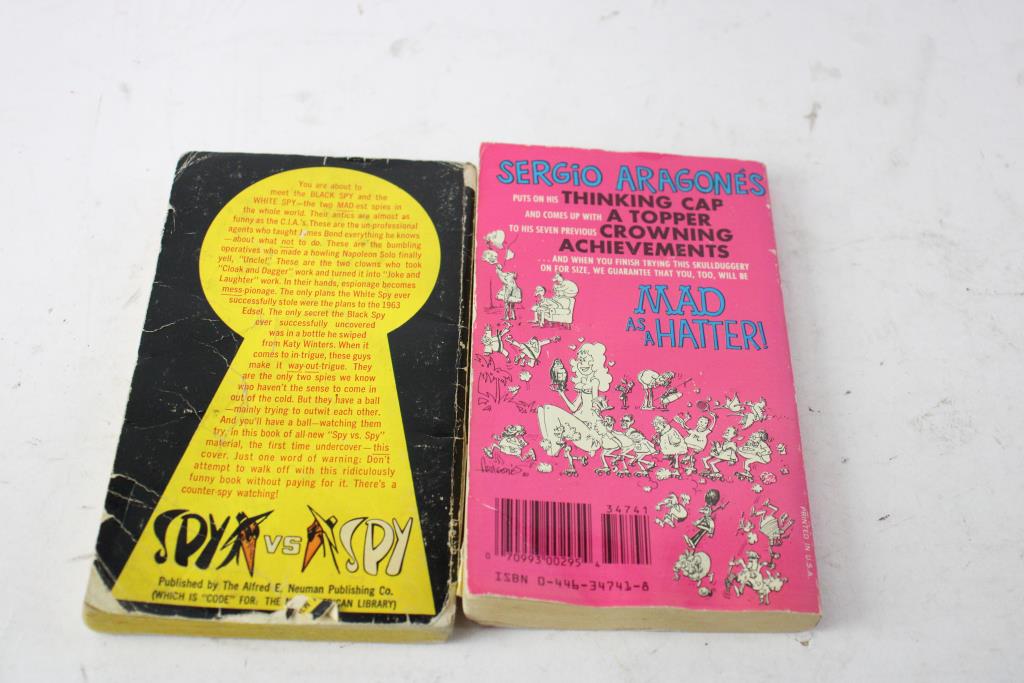 You are about to
meet the BLACK SPY and the
WHITE SPY—the two MAD-est spies in
the whole world. Their antics are almost as
funny as the C.I.A.'s. These are the un-professional
agents who taught James Bond everything he knows
—about what not to do. These are the bumbling
operatives who made a howling Napoleon Solo finally
yell, "Uncle!" These are the two clowns who took
"Cloak and Dagger" work and turned it into "Joke and
Laughter" work. In their hands, espionage becomes
mess-pionage. The only plans the White Spy ever
successfully stole were the plans to the 1963
Edsel. The only secret the Black Spy
ever successfully uncovered
was in a bottle he swiped
from Katy Winters. When it
comes to in-trigue, these guys
make it way-out-trigue. They
are the only two spies we know
who haven't the sense to come in
out of the cold. But they have a ball
—mainly trying to outwit each other.
And you'll have a ball—watching them
try, in this book of all-new "Spy vs. Spy"
material, the first time undercover—this
cover. Just one word of warning: Don't
attempt to walk off with this ridiculously
funny book without paying for it. There's a
counter-spy watching!
SPY VS SPY
Published by The Alfred E. Neuman Publishing Co.
(WHICH IS "CODE" FOR: THE RICAN LIBRARY)
SERGIO ARAGONÉS
PUTS ON HIS THINKING CAP
AND COMES UP WITH A TOPPER
TO HIS SEVEN PREVIOUS CROWNING
ACHIEVEMENTS
...AND WHEN YOU FINISH TRYING THIS SKULLDUGGERY
ON FOR SIZE, WE GUARANTEE THAT YOU, TOO, WILL BE
MAD
AS A HATTER!
34741
0 70993 00295 4
ISBN 0-446-34741-8
PRINTED IN U.S.A.